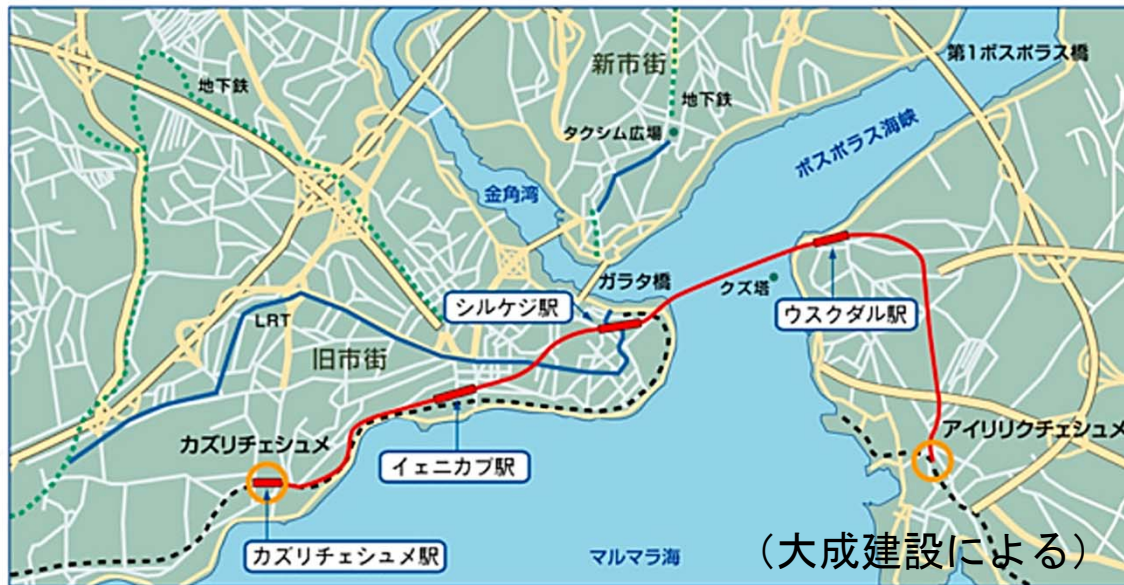 新市街
第1ボスポラス橋
地下鉄
地下鉄
タクシム広場
ボスポラス海峡
金角湾
ガラタ橋
クズ塔
シルケジ駅
ウスクダル駅
LRT
旧市街
カズリチェシュメ
アイリリクチェシュメ
イェニカプ駅
カズリチェシュメ駅
マルマラ海
（大成建設による）